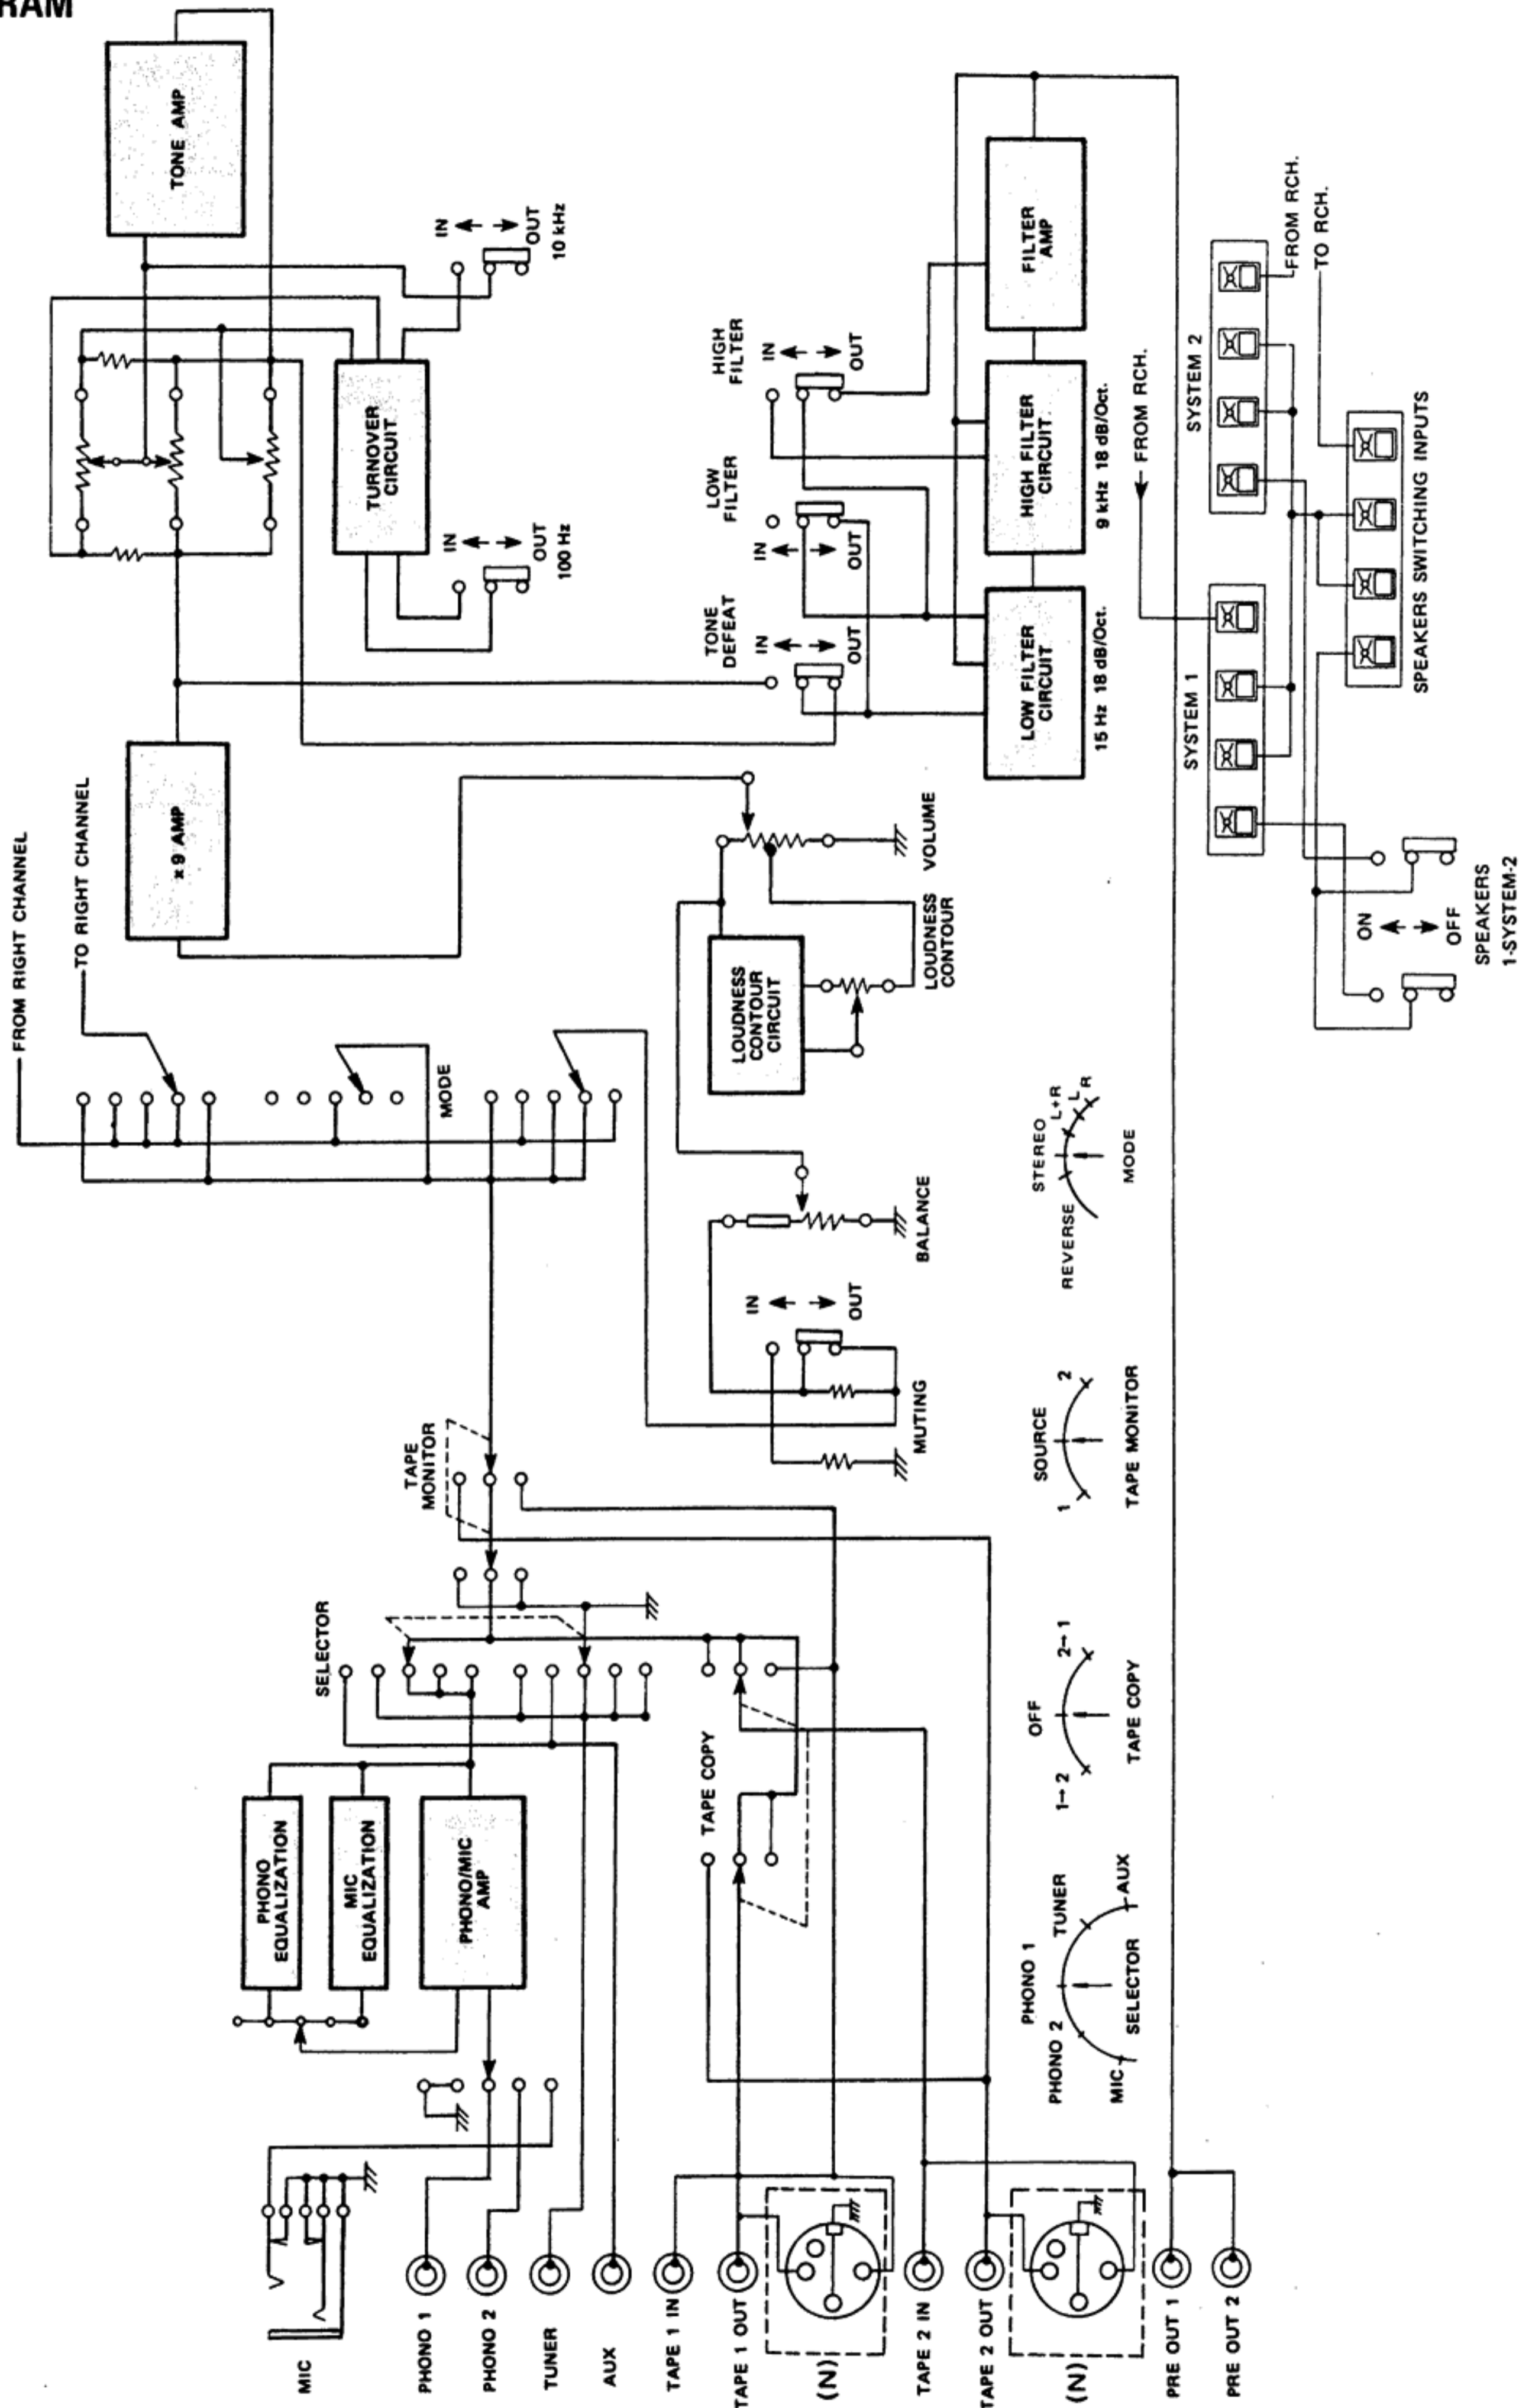 RAM
TONE AMP
IN
OUT
10 kHz
TURNOVER
CIRCUIT
IN
OUT
100 Hz
FROM RIGHT CHANNEL
TO RIGHT CHANNEL
x 9 AMP
MODE
TONE
DEFEAT
IN
OUT
LOW
FILTER
IN
OUT
HIGH
FILTER
IN
OUT
LOW FILTER
CIRCUIT
15 Hz 18 dB/Oct.
HIGH FILTER
CIRCUIT
9 kHz 18 dB/Oct.
FILTER
AMP
VOLUME
LOUDNESS
CONTOUR
CIRCUIT
LOUDNESS
CONTOUR
BALANCE
IN
OUT
MUTING
TAPE
MONITOR
SELECTOR
PHONO
EQUALIZATION
MIC
EQUALIZATION
PHONO/MIC
AMP
TAPE COPY
MIC
PHONO 1
PHONO 2
TUNER
AUX
TAPE 1 IN
TAPE 1 OUT
(N)
TAPE 2 IN
TAPE 2 OUT
(N)
PRE OUT 1
PRE OUT 2
MIC
PHONO 2
PHONO 1
TUNER
AUX
SELECTOR
1→2
OFF
2→1
TAPE COPY
1
SOURCE
2
TAPE MONITOR
REVERSE
STEREO
L+R
L
R
MODE
FROM RCH.
SYSTEM 1
SYSTEM 2
FROM RCH.
TO RCH.
SPEAKERS SWITCHING INPUTS
ON
OFF
SPEAKERS
1-SYSTEM-2